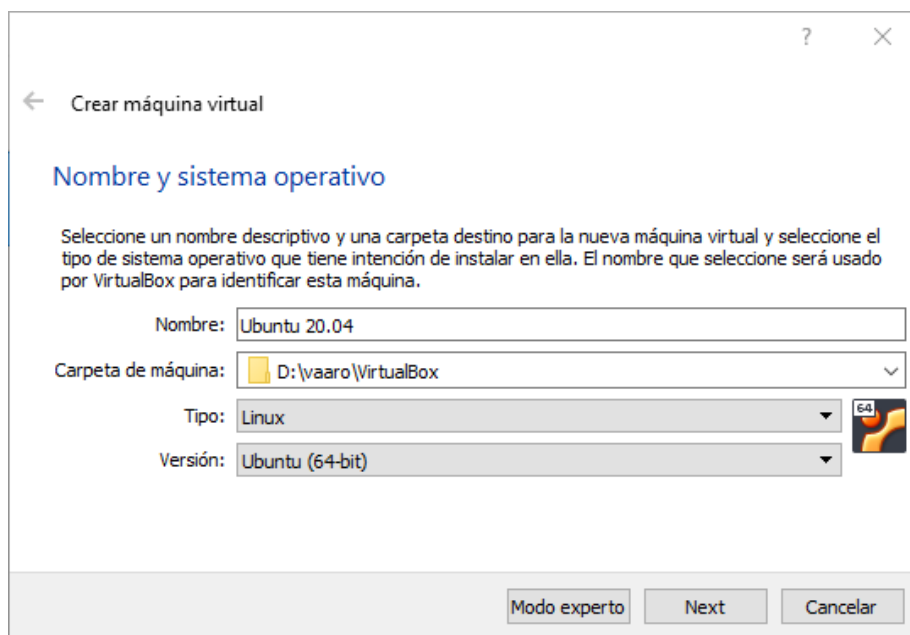 ?
Crear máquina virtual
Nombre y sistema operativo
Seleccione un nombre descriptivo y una carpeta destino para la nueva máquina virtual y seleccione el
tipo de sistema operativo que tiene intención de instalar en ella. El nombre que seleccione será usado
por VirtualBox para identificar esta máquina.
Nombre: Ubuntu 20.04
Carpeta de máquina: D:\vaaro\VirtualBox
Tipo: Linux
64
Versión: Ubuntu (64-bit)
Modo experto Next Cancelar